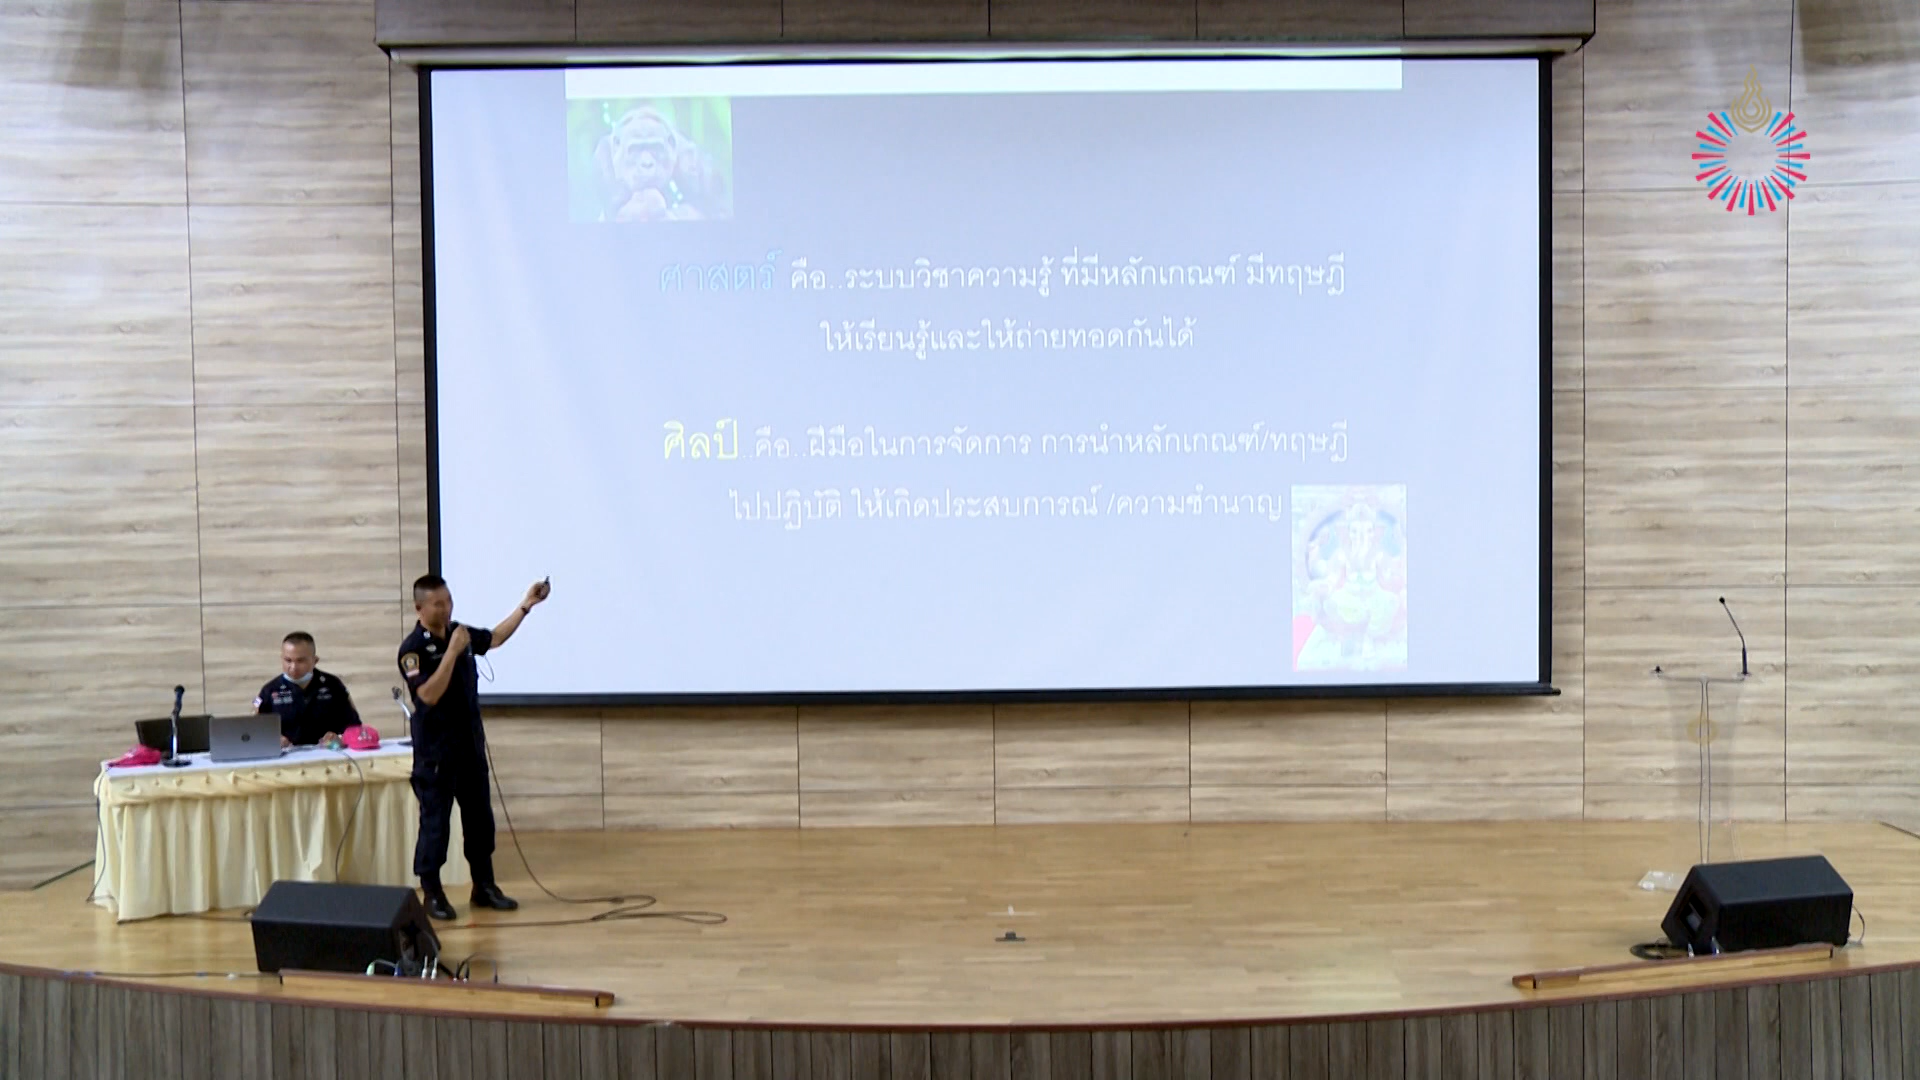 ศาสตร์ คือ..ระบบวิชาความรู้ ที่มีหลักเกณฑ์ มีทฤษฎี
ให้เรียนรู้และให้ถ่ายทอดกันได้
ศิลป์..คือ..ฝีมือในการจัดการ การนำหลักเกณฑ์/ทฤษฎี
ไปปฏิบัติ ให้เกิดประสบการณ์ /ความชำนาญ